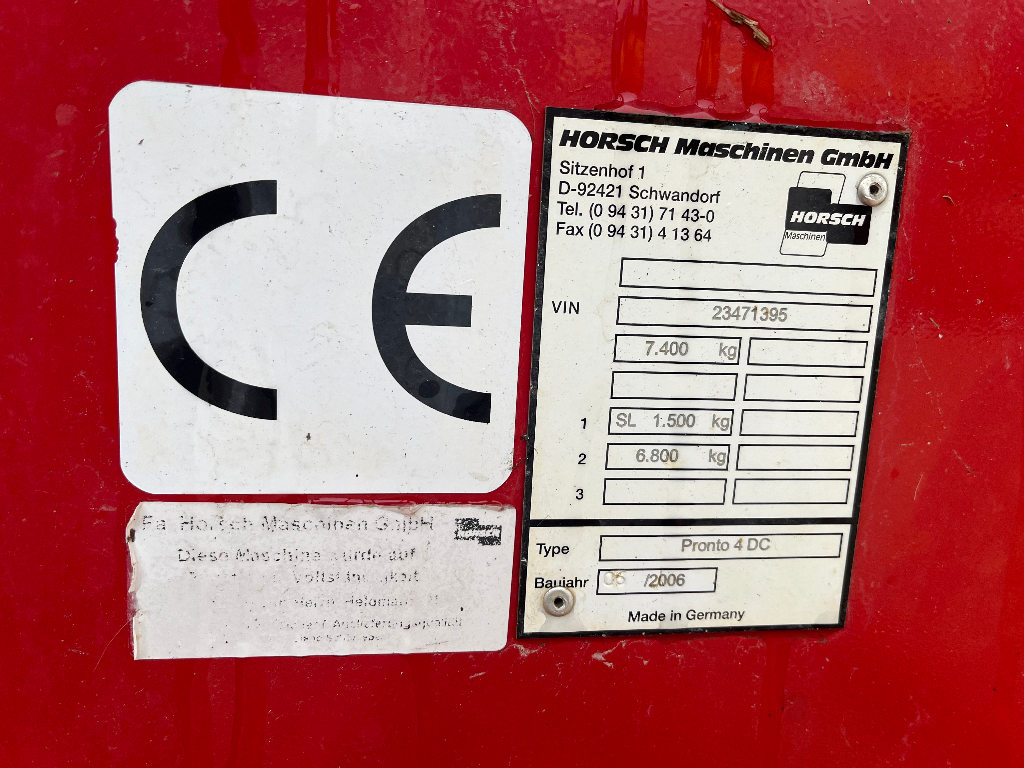 CE
HORSCH Maschinen GmbH
Sitzenhof 1
D-92421 Schwandorf
Tel. (0 94 31) 71 43-0
Fax (0 94 31) 4 13 64
HORSCH
Maschinen
VIN 23471395
7.400 kg
1 SL 1.500 kg
2 6.800 kg
3
Type Pronto 4 DC
Baujahr 06 /2006
Made in Germany
Fa. Horsch Maschinen GmbH
Diese Maschine wurde auf
Vollständigkeit